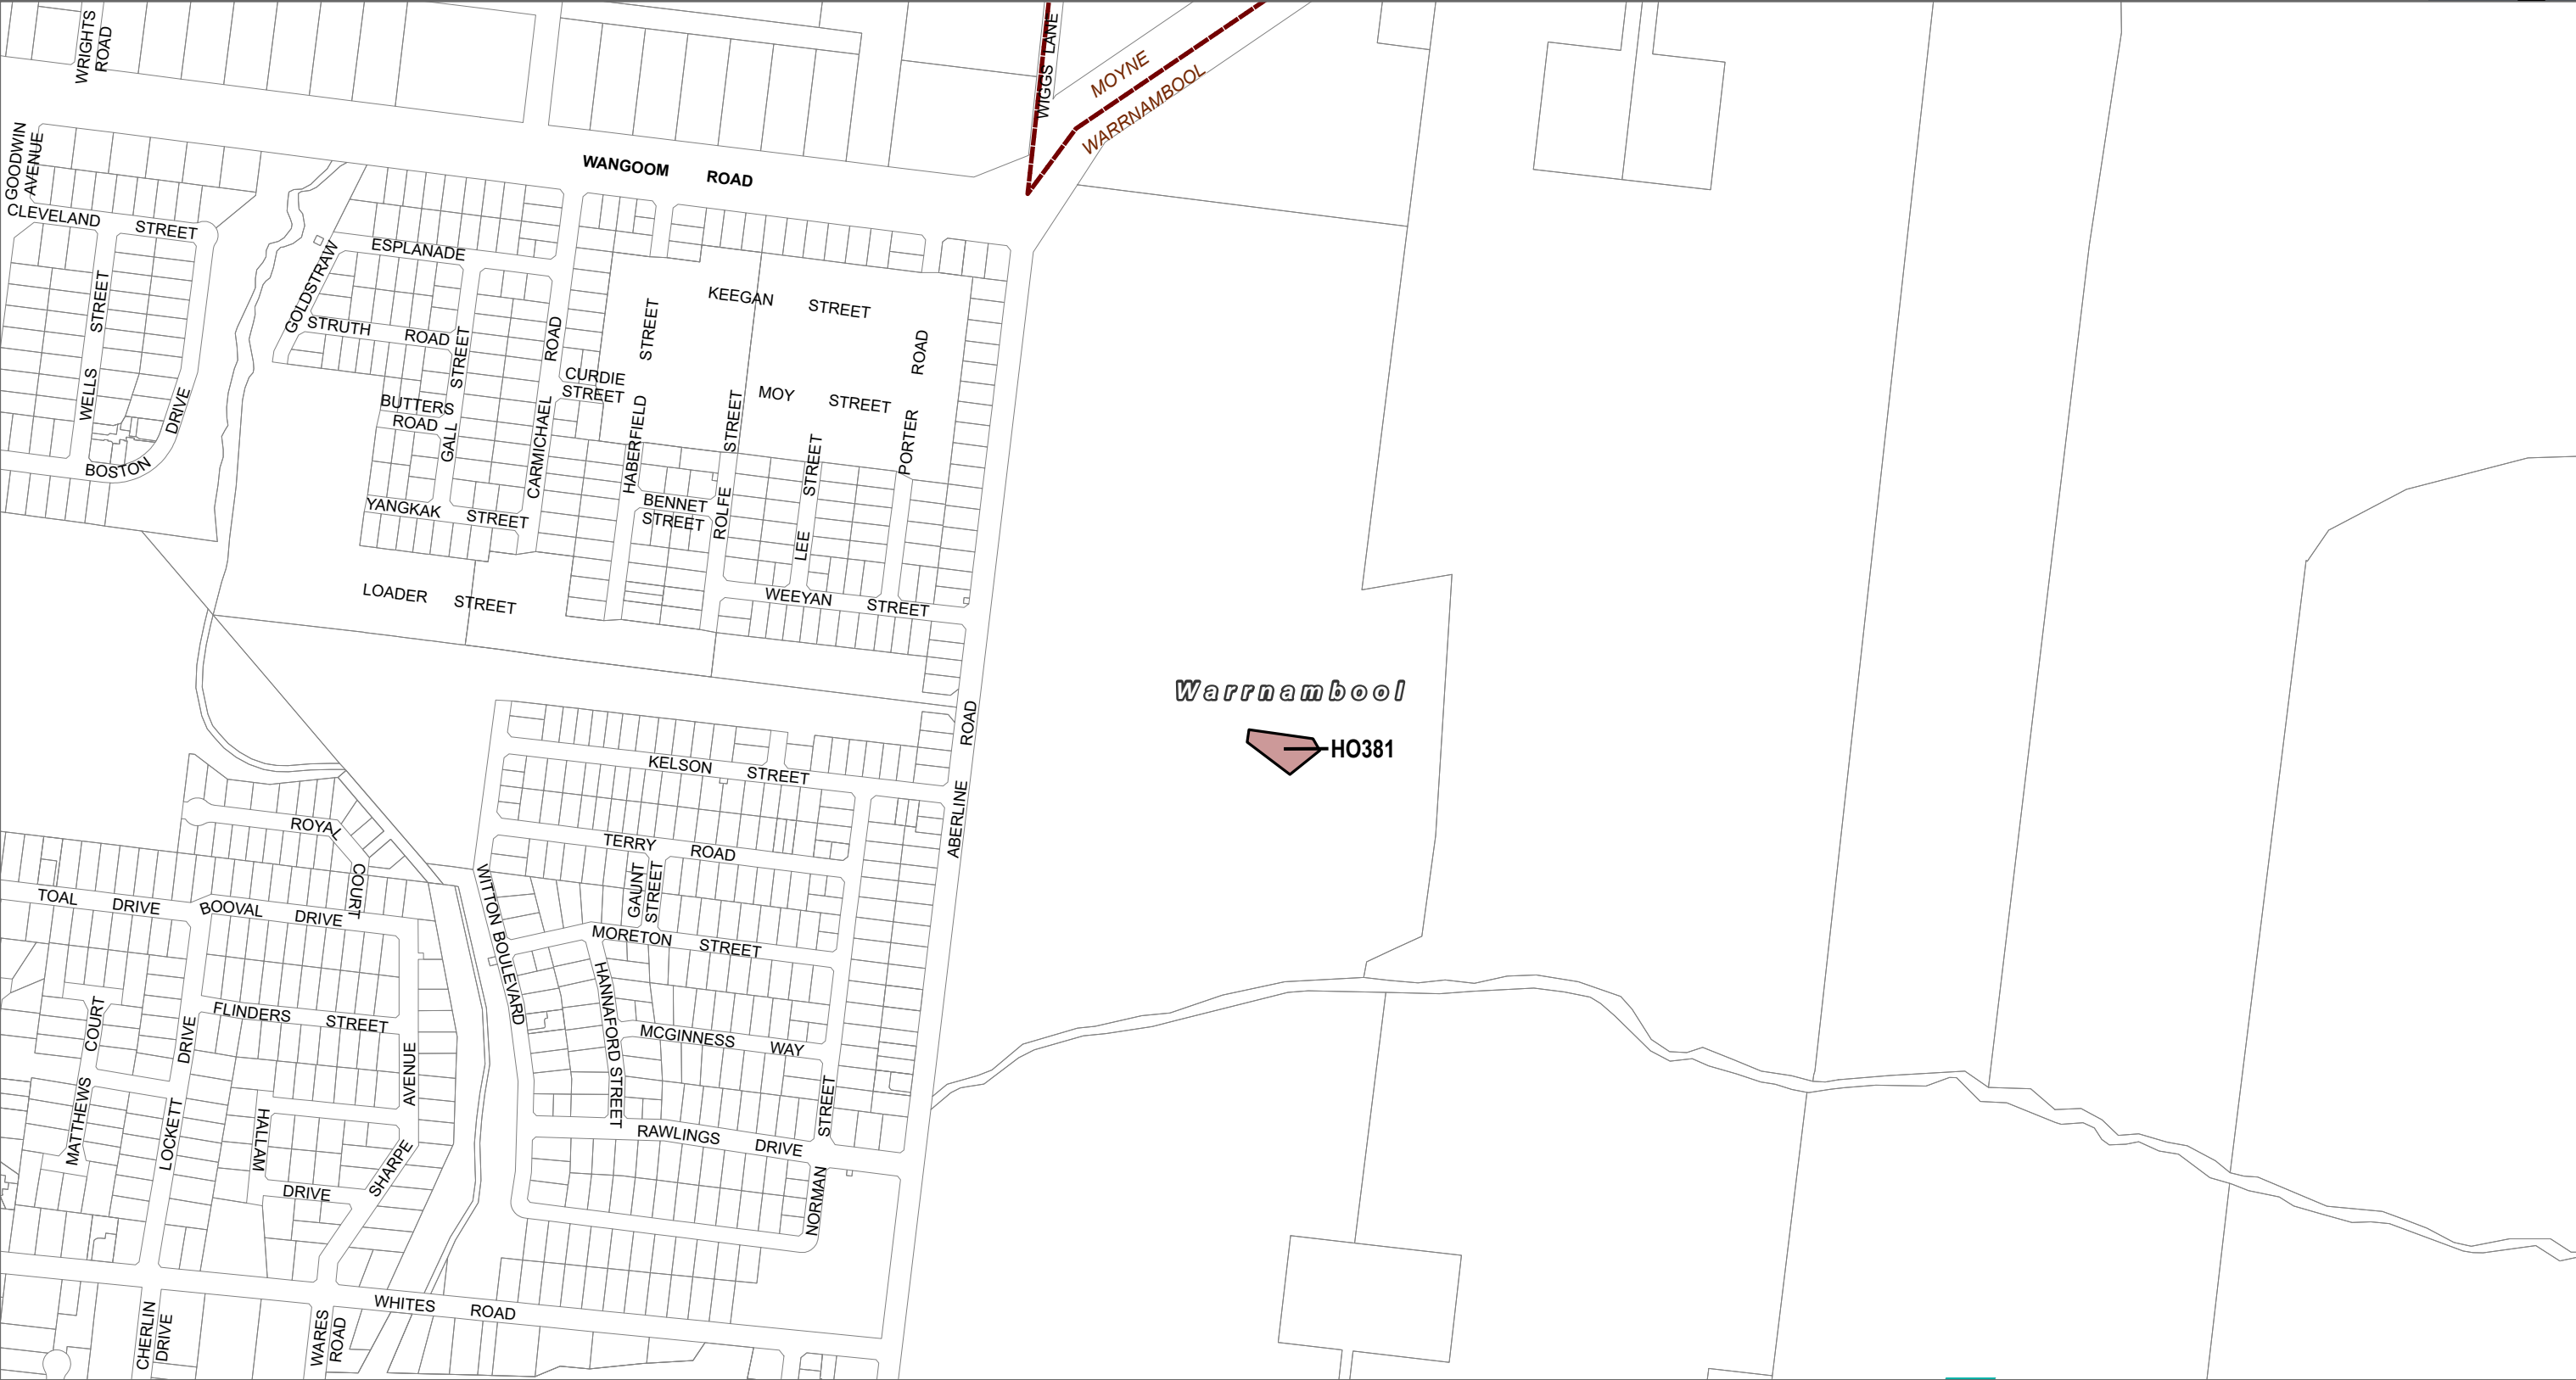 WRIGHTS
ROAD
WIGGS LANE
MOYNE
WARRNAMBOOL
GOODWIN
AVENUE
WANGOOM ROAD
CLEVELAND STREET
ESPLANADE
GOLDSTRAW
KEEGAN STREET
STREET
STRUTH ROAD
STREET
ROAD
STREET
ROAD
CURDIE
STREET
MOY STREET
WELLS
DRIVE
BUTTERS
ROAD
GALL
CARMICHAEL
HABERFIELD
STREET
STREET
PORTER
BOSTON
YANGKAK STREET
BENNET
STREET
ROLFE
LEE
LOADER STREET
WEEYAN STREET
Warrnambool
HO381
ROAD
KELSON STREET
ABERLINE
ROYAL
COURT
TERRY ROAD
GAUNT
STREET
WITTON BOULEVARD
TOAL DRIVE
BOOVAL DRIVE
MORETON STREET
HANNAFORD STREET
FLINDERS STREET
COURT
DRIVE
AVENUE
MCGINNESS WAY
MATTHEWS
LOCKETT
HALLAM
SHARPE
DRIVE
STREET
RAWLINGS DRIVE
NORMAN
WHITES ROAD
CHERLIN
DRIVE
WARES
ROAD